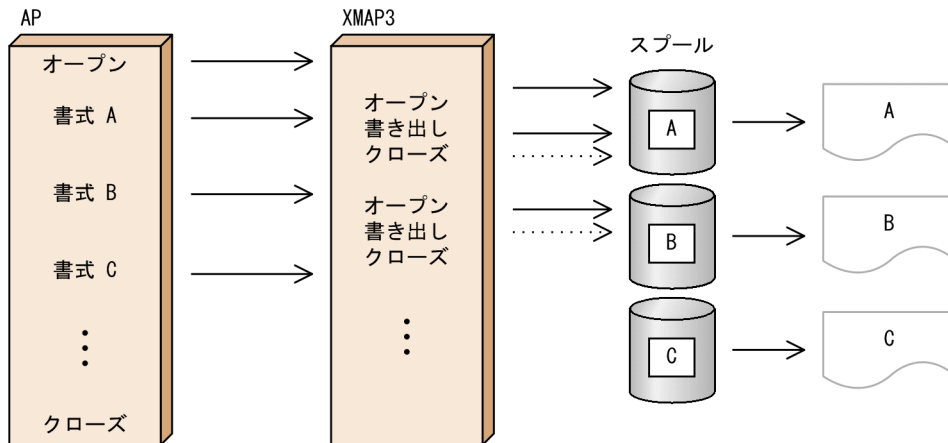 AP
オープン
書式 A
書式 B
書式 C
⋮
クローズ
XMAP3
オープン
書き出し
クローズ
オープン
書き出し
クローズ
⋮
スプール
A
B
C
A
B
C